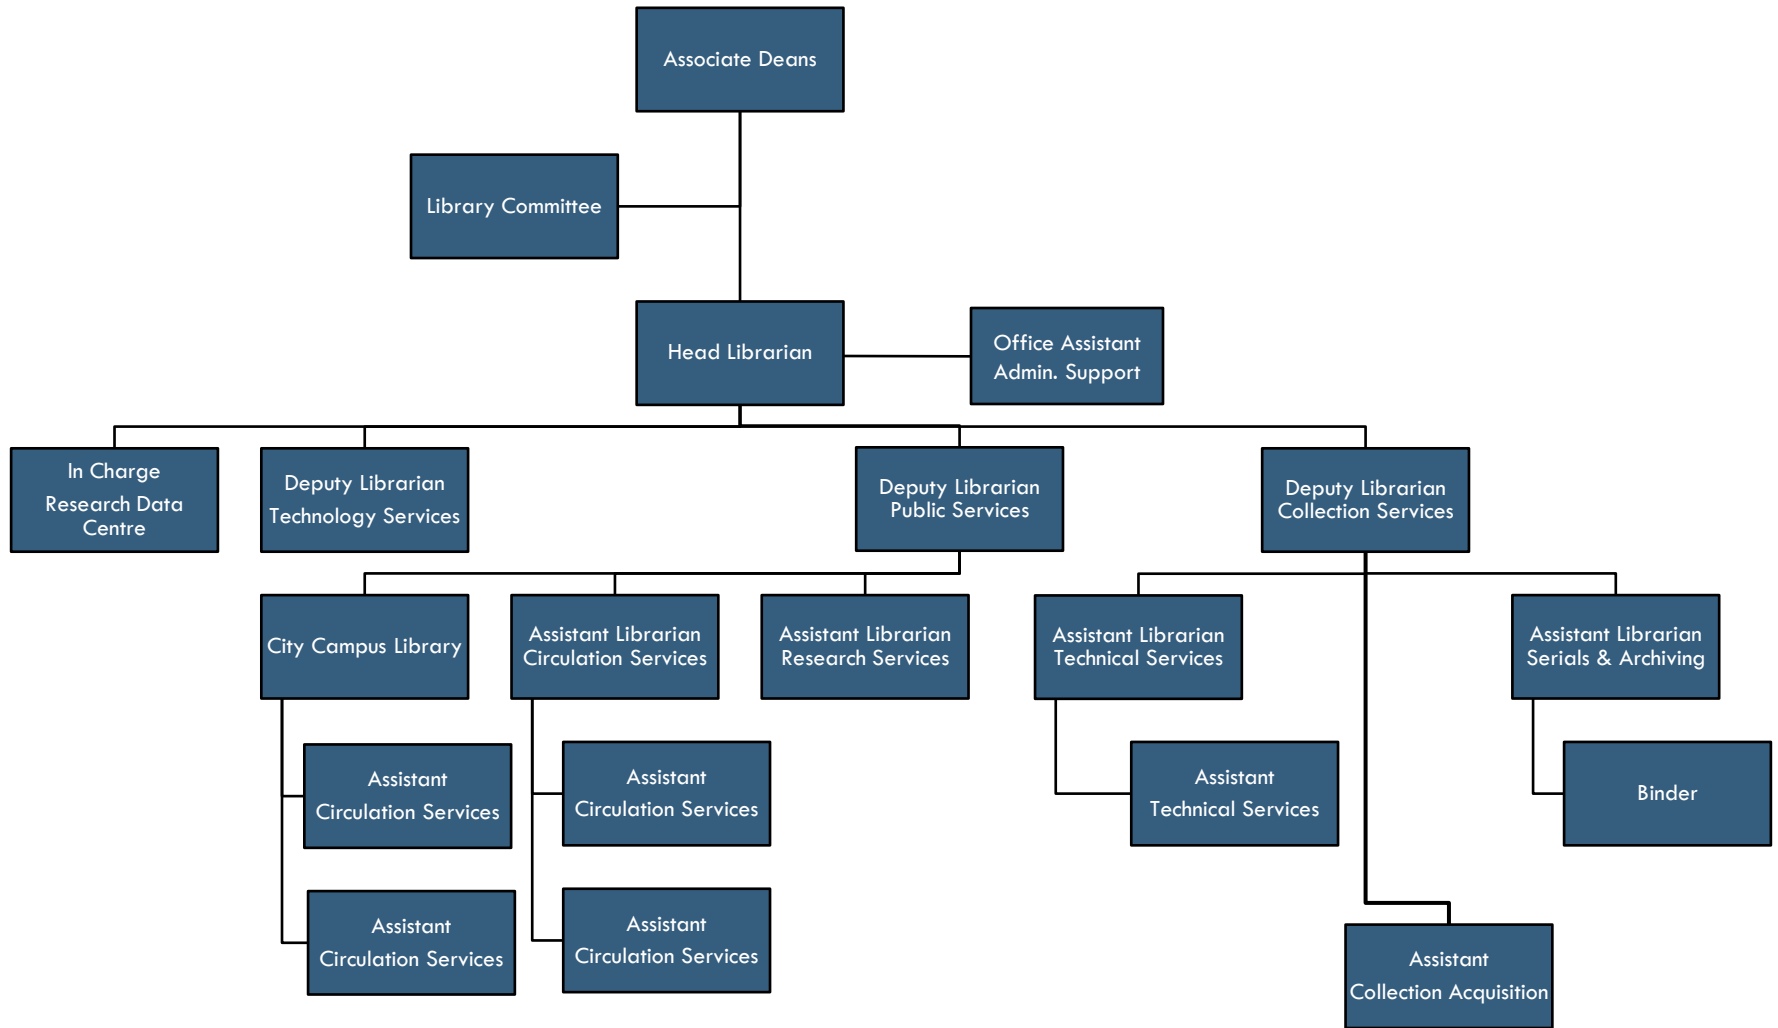 Associate Deans
Library Committee
Head Librarian
Office Assistant
Admin. Support
In Charge
Research Data
Centre
Deputy Librarian
Technology Services
Deputy Librarian
Public Services
Deputy Librarian
Collection Services
City Campus Library
Assistant Librarian
Circulation Services
Assistant Librarian
Research Services
Assistant Librarian
Technical Services
Assistant Librarian
Serials & Archiving
Assistant
Circulation Services
Assistant
Circulation Services
Assistant
Technical Services
Binder
Assistant
Circulation Services
Assistant
Circulation Services
Assistant
Collection Acquisition